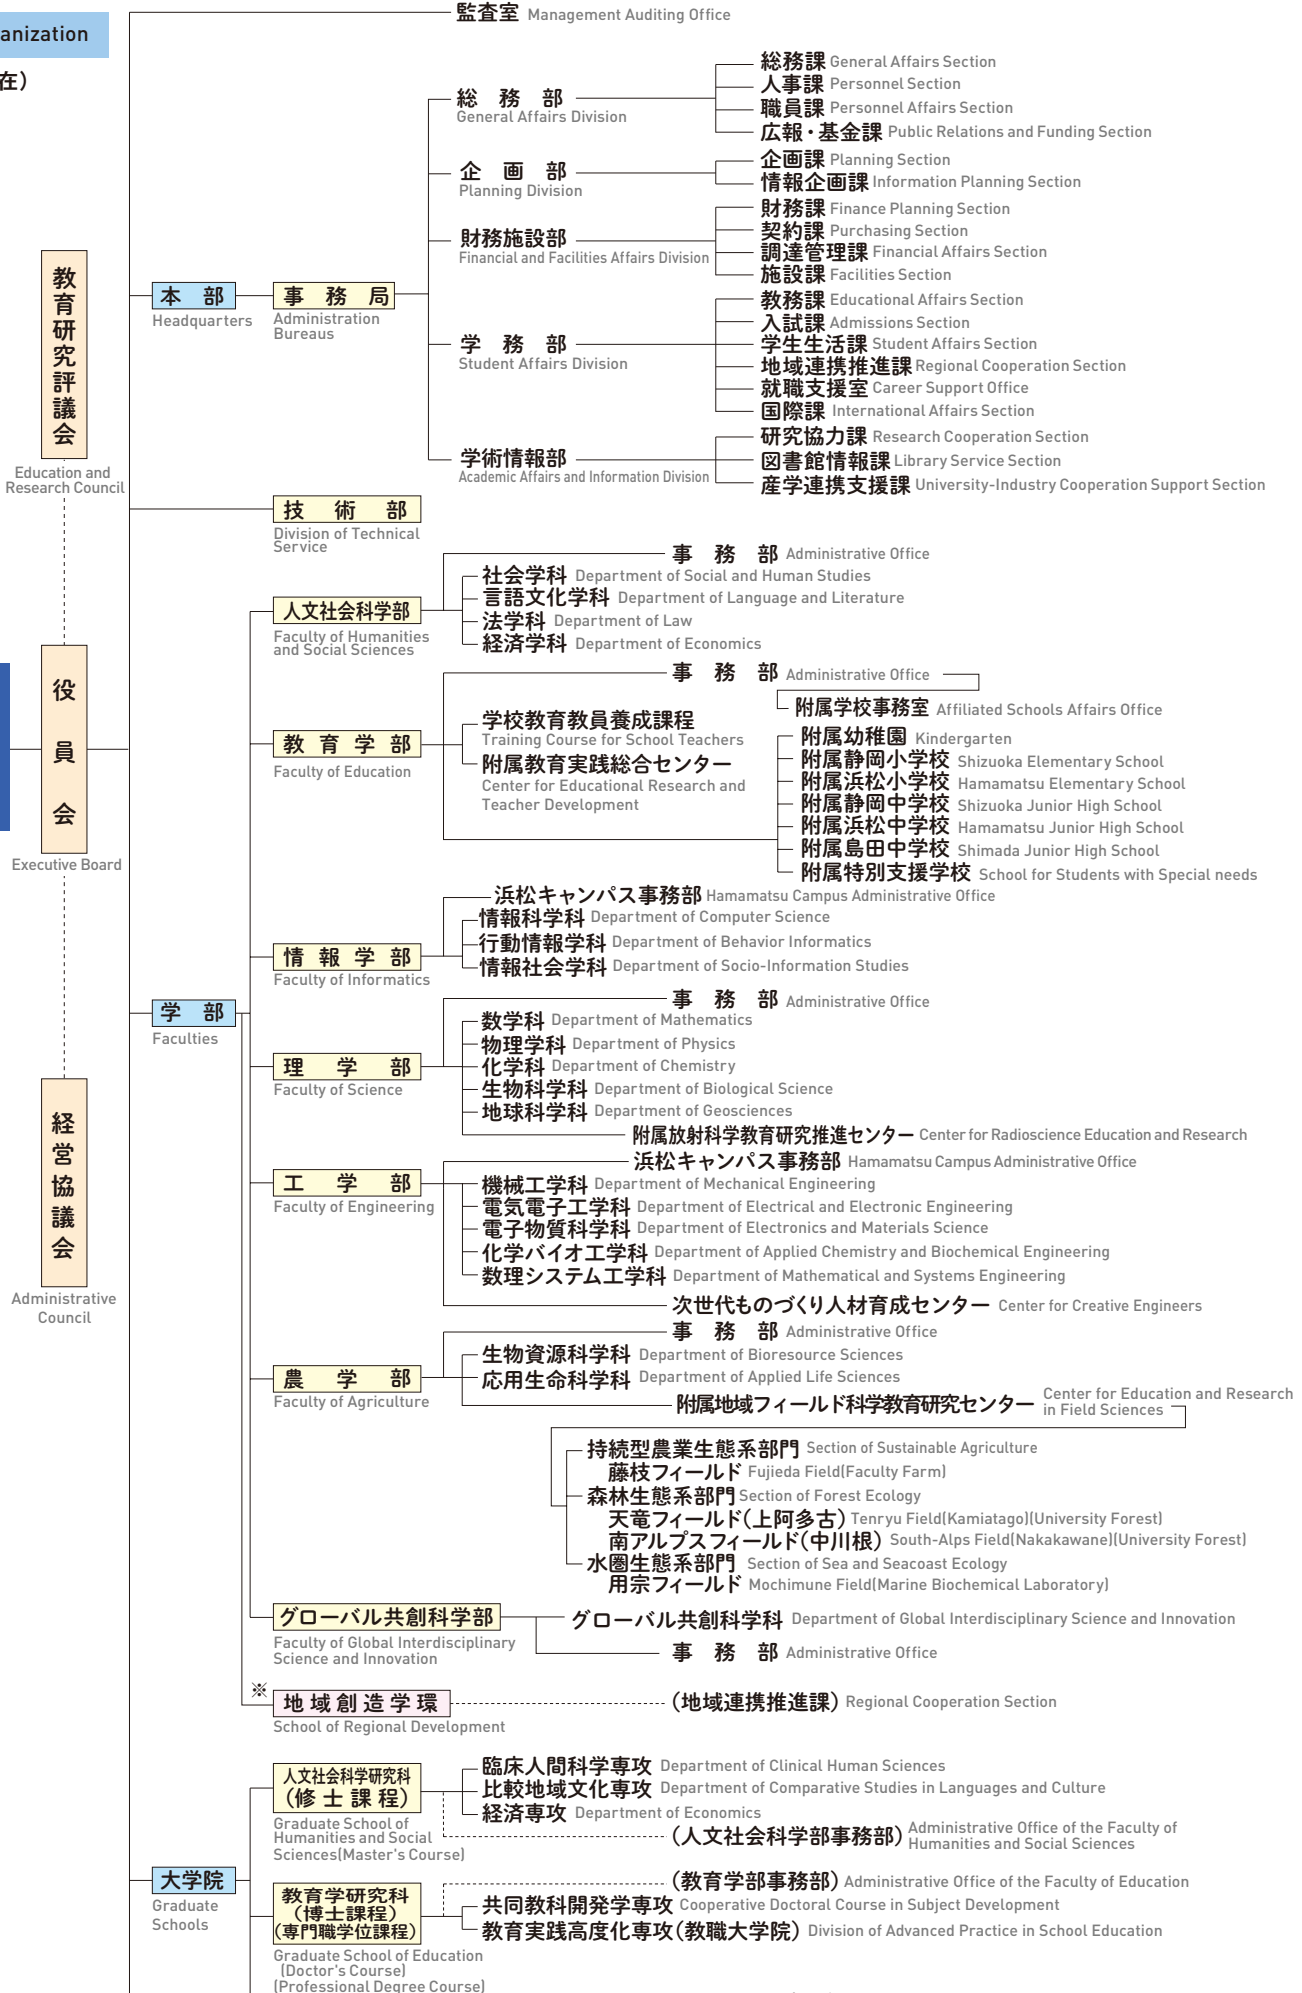 anization
在）
監査室 Management Auditing Office
教育研究評議会
Education and
Research Council
役員会
Executive Board
経営協議会
Administrative
Council
本部
Headquarters
事務局
Administration
Bureaus
総務部
General Affairs Division
総務課 General Affairs Section
人事課 Personnel Section
職員課 Personnel Affairs Section
広報・基金課 Public Relations and Funding Section
企画部
Planning Division
企画課 Planning Section
情報企画課 Information Planning Section
財務施設部
Financial and Facilities Affairs Division
財務課 Finance Planning Section
契約課 Purchasing Section
調達管理課 Financial Affairs Section
施設課 Facilities Section
学務部
Student Affairs Division
教務課 Educational Affairs Section
入試課 Admissions Section
学生生活課 Student Affairs Section
地域連携推進課 Regional Cooperation Section
就職支援室 Career Support Office
国際課 International Affairs Section
学術情報部
Academic Affairs and Information Division
研究協力課 Research Cooperation Section
図書館情報課 Library Service Section
産学連携支援課 University-Industry Cooperation Support Section
技術部
Division of Technical
Service
学部
Faculties
人文社会科学部
Faculty of Humanities
and Social Sciences
事務部 Administrative Office
社会学科 Department of Social and Human Studies
言語文化学科 Department of Language and Literature
法学科 Department of Law
経済学科 Department of Economics
教育学部
Faculty of Education
事務部 Administrative Office
附属学校事務室 Affiliated Schools Affairs Office
学校教育教員養成課程
Training Course for School Teachers
附属教育実践総合センター
Center for Educational Research and
Teacher Development
附属幼稚園 Kindergarten
附属静岡小学校 Shizuoka Elementary School
附属浜松小学校 Hamamatsu Elementary School
附属静岡中学校 Shizuoka Junior High School
附属浜松中学校 Hamamatsu Junior High School
附属島田中学校 Shimada Junior High School
附属特別支援学校 School for Students with Special needs
情報学部
Faculty of Informatics
浜松キャンパス事務部 Hamamatsu Campus Administrative Office
情報科学科 Department of Computer Science
行動情報学科 Department of Behavior Informatics
情報社会学科 Department of Socio-Information Studies
理学部
Faculty of Science
事務部 Administrative Office
数学科 Department of Mathematics
物理学科 Department of Physics
化学科 Department of Chemistry
生物科学科 Department of Biological Science
地球科学科 Department of Geosciences
附属放射科学教育研究推進センター Center for Radioscience Education and Research
工学部
Faculty of Engineering
浜松キャンパス事務部 Hamamatsu Campus Administrative Office
機械工学科 Department of Mechanical Engineering
電気電子工学科 Department of Electrical and Electronic Engineering
電子物質科学科 Department of Electronics and Materials Science
化学バイオ工学科 Department of Applied Chemistry and Biochemical Engineering
数理システム工学科 Department of Mathematical and Systems Engineering
次世代ものづくり人材育成センター Center for Creative Engineers
農学部
Faculty of Agriculture
事務部 Administrative Office
生物資源科学科 Department of Bioresource Sciences
応用生命科学科 Department of Applied Life Sciences
附属地域フィールド科学教育研究センター Center for Education and Research
in Field Sciences
持続型農業生態系部門 Section of Sustainable Agriculture
藤枝フィールド Fujieda Field(Faculty Farm)
森林生態系部門 Section of Forest Ecology
天竜フィールド（上阿多古） Tenryu Field(Kamiatago)(University Forest)
南アルプスフィールド（中川根） South-Alps Field(Nakakawane)(University Forest)
水圏生態系部門 Section of Sea and Seacoast Ecology
用宗フィールド Mochimune Field(Marine Biochemical Laboratory)
グローバル共創科学部
Faculty of Global Interdisciplinary
Science and Innovation
グローバル共創科学科 Department of Global Interdisciplinary Science and Innovation
事務部 Administrative Office
※
地域創造学環
School of Regional Development
（地域連携推進課） Regional Cooperation Section
大学院
Graduate
Schools
人文社会科学研究科
（修士課程）
Graduate School of
Humanities and Social
Sciences(Master's Course)
臨床人間科学専攻 Department of Clinical Human Sciences
比較地域文化専攻 Department of Comparative Studies in Languages and Culture
経済専攻 Department of Economics
（人文社会科学部事務部） Administrative Office of the Faculty of
Humanities and Social Sciences
教育学研究科
（博士課程）
（専門職学位課程）
Graduate School of Education
(Doctor's Course)
(Professional Degree Course)
（教育学部事務部） Administrative Office of the Faculty of Education
共同教科開発学専攻 Cooperative Doctoral Course in Subject Development
教育実践高度化専攻（教職大学院） Division of Advanced Practice in School Education